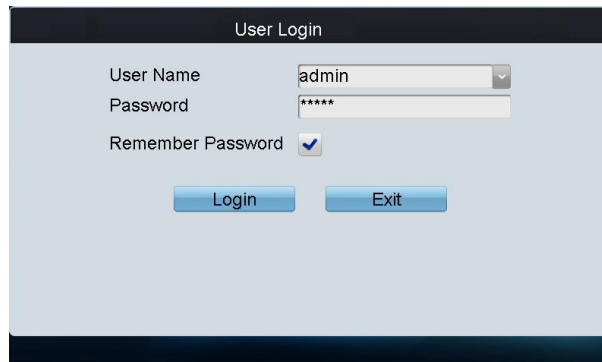 User Login
User Name admin
Password *****
Remember Password
Login Exit